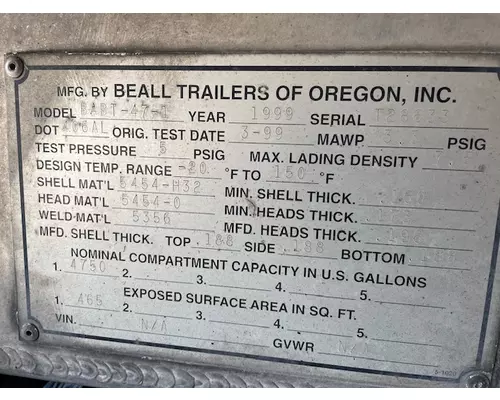 MFG. BY BEALL TRAILERS OF OREGON, INC.
MODEL YEAR 1999 SERIAL
DOT ORIG. TEST DATE 3-99 MAWP 3 PSIG
TEST PRESSURE 5 PSIG MAX. LADING DENSITY
DESIGN TEMP. RANGE -20 °F TO 150 °F
SHELL MAT'L 5454-H32 MIN. SHELL THICK.
HEAD MAT'L 5454-0 MIN. HEADS THICK.
WELD MAT'L 5356 MFD. HEADS THICK.
MFD. SHELL THICK. TOP .188 SIDE .188 BOTTOM
NOMINAL COMPARTMENT CAPACITY IN U.S. GALLONS
1. 4750 2. 3. 4. 5.
EXPOSED SURFACE AREA IN SQ. FT.
1. 465 2. 3. 4. 5.
VIN. N/A GVWR N/A